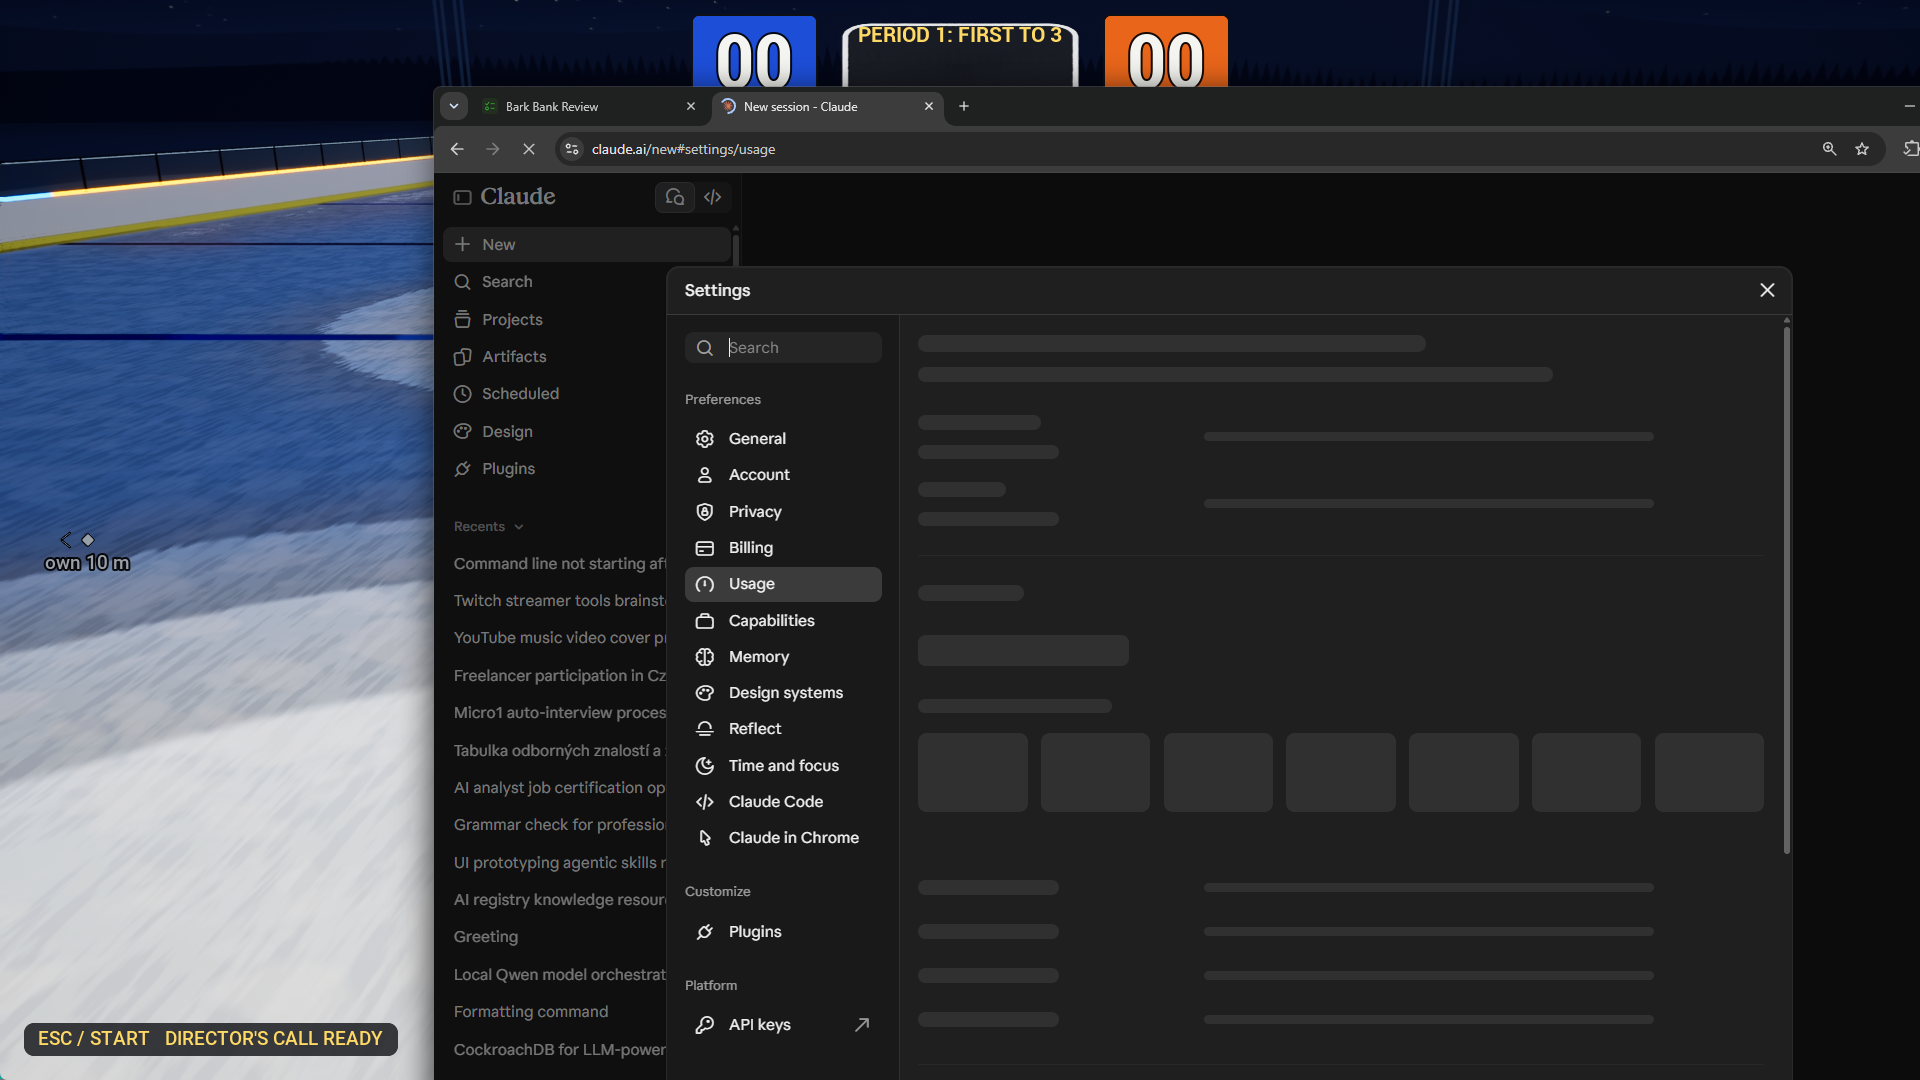 00
PERIOD 1: FIRST TO 3
00
Bark Bank Review
New session - Claude
claude.ai/new#settings/usage
Claude
New
Search
Projects
Artifacts
Scheduled
Design
Plugins
Recents
Command line not starting aft
Twitch streamer tools brainst
YouTube music video cover p
Freelancer participation in Cz
Micro1 auto-interview proces
Tabulka odborných znalostí a
AI analyst job certification op
Grammar check for professio
UI prototyping agentic skills r
AI registry knowledge resour
Greeting
Local Qwen model orchestrat
Formatting command
CockroachDB for LLM-power
Settings
Search
Preferences
General
Account
Privacy
Billing
Usage
Capabilities
Memory
Design systems
Reflect
Time and focus
Claude Code
Claude in Chrome
Customize
Plugins
Platform
API keys
own 10 m
ESC / START DIRECTOR'S CALL READY